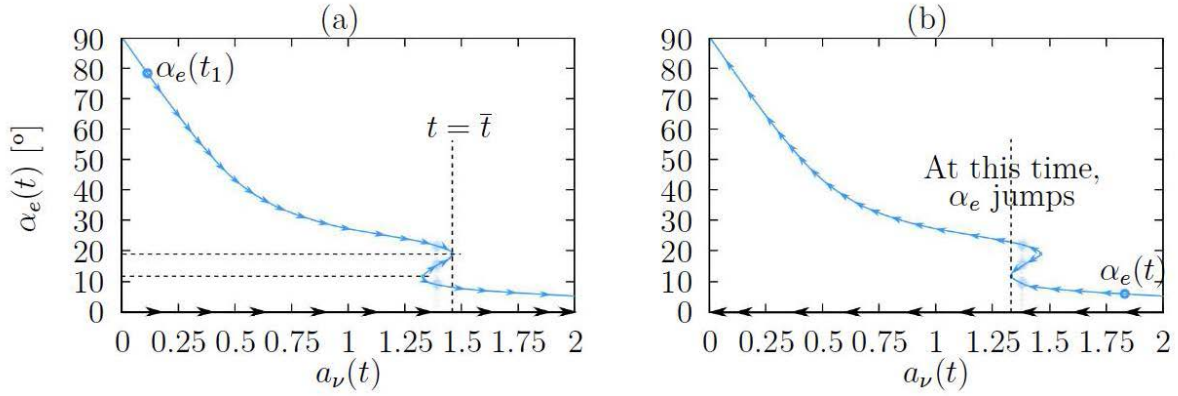 (a)
α_e(t) [º]
90
80
70
60
50
40
30
20
10
0
α_e(t₁)
t = t̄
0 0.25 0.5 0.75 1 1.25 1.5 1.75 2
a_ν(t)
(b)
90
80
70
60
50
40
30
20
10
0
At this time,
α_e jumps
α_e(t)
0 0.25 0.5 0.75 1 1.25 1.5 1.75 2
a_ν(t)